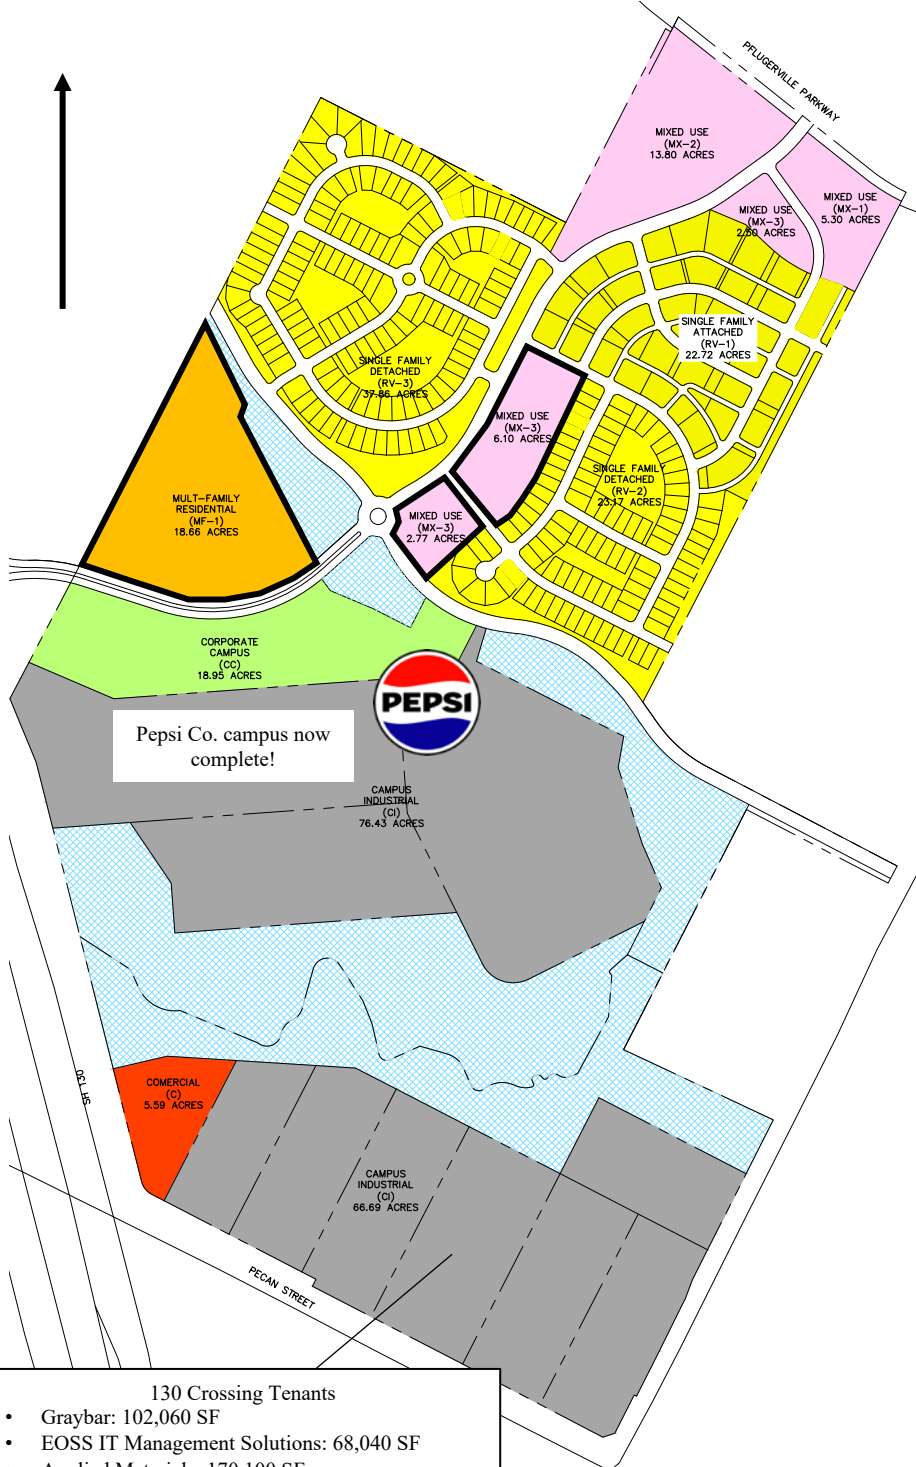 PFLUGERVILLE PARKWAY
MIXED USE
(MX-2)
13.80 ACRES
MIXED USE
(MX-1)
5.30 ACRES
MIXED USE
(MX-3)
2.50 ACRES
SINGLE FAMILY
ATTACHED
(RV-1)
22.72 ACRES
SINGLE FAMILY
DETACHED
(RV-3)
37.86 ACRES
MIXED USE
(MX-3)
6.10 ACRES
SINGLE FAMILY
DETACHED
(RV-2)
23.17 ACRES
MULT-FAMILY
RESIDENTIAL
(MF-1)
18.66 ACRES
MIXED USE
(MX-3)
2.77 ACRES
CORPORATE
CAMPUS
(CC)
18.95 ACRES
PEPSI
Pepsi Co. campus now
complete!
CAMPUS
INDUSTRIAL
(CI)
76.43 ACRES
SH 130
COMERCIAL
(C)
5.59 ACRES
CAMPUS
INDUSTRIAL
(CI)
66.69 ACRES
PECAN STREET
130 Crossing Tenants
• Graybar: 102,060 SF
• EOSS IT Management Solutions: 68,040 SF
• Applied Materials: 170,100 SF